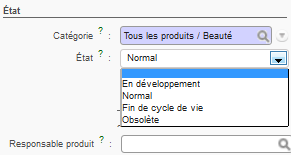 État
Catégorie ? : Tous les produits / Beauté
État ? : Normal
En développement
Normal
Fin de cycle de vie
Obsolète
Responsable produit ? :